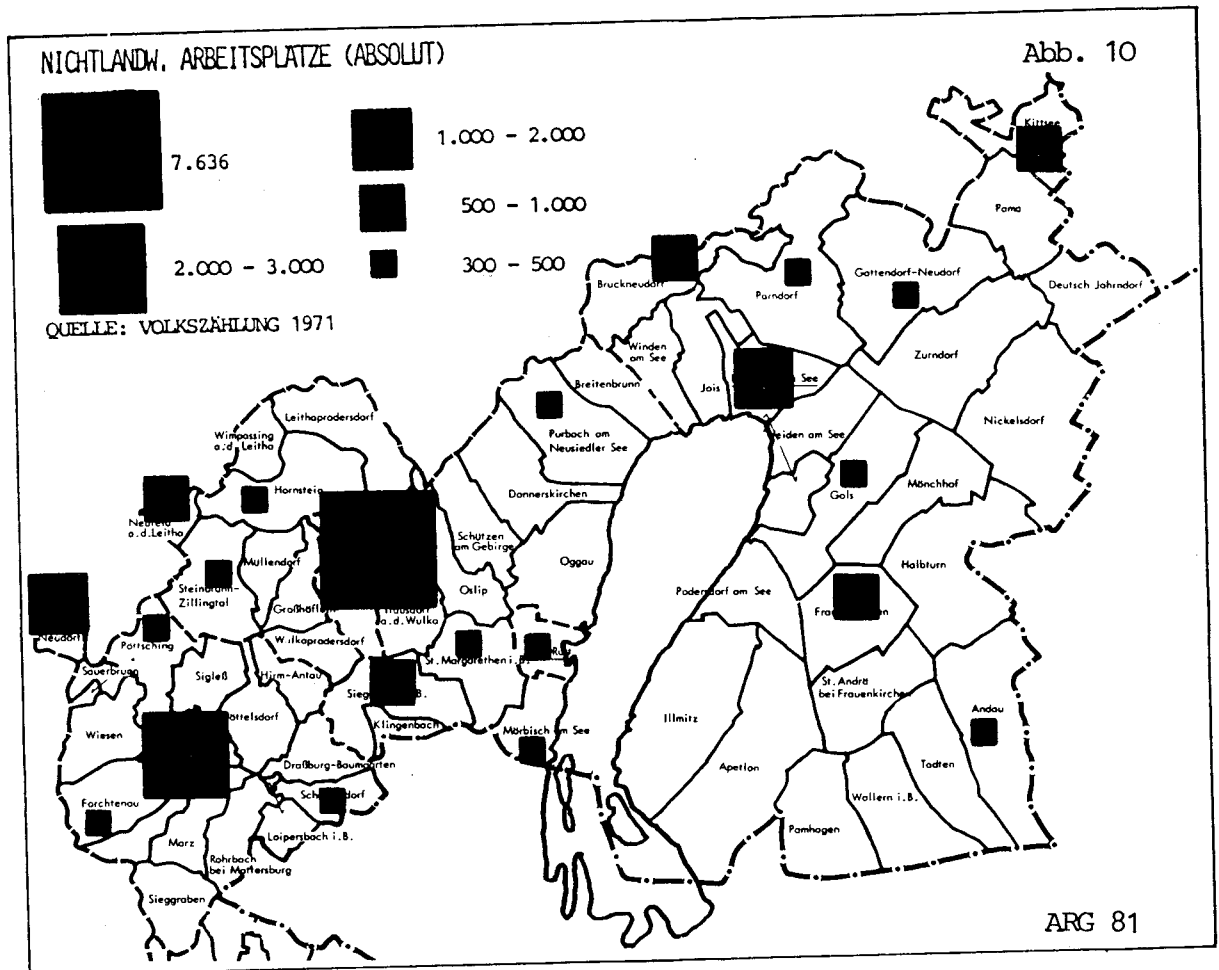 NICHTLANDW. ARBEITSPLÄTZE (ABSOLUT)
Abb. 10
7.636
1.000 - 2.000
500 - 1.000
2.000 - 3.000
300 - 500
QUELLE: VOLKSZÄHLUNG 1971
Kittsee
Pama
Bruckneudorf
Parndorf
Gattendorf-Neudorf
Deutsch Jahrndorf
Winden
am See
Zurndorf
Breitenbrunn
Jois
See
Nickelsdorf
Leithaprodersdorf
Wimpassing
a.d. Leitha
Purbach am
Neusiedler See
eiden am See
Hornstein
Donnerskirchen
Gols
Mönchhof
a.d.Leitha
Schützen
am Gebirge
Müllendorf
Oggau
Halbturn
Steinbrunn-
Zillingtal
Oslip
Podersdorf am See
Großhöflein
a.d. Wulka
Neudörfl
Pöttsching
Wulkaprodersdorf
St. Margarethen i.B.
Sauerbrunn
Sigleß
Hirm-Antau
St. Andrä
bei Frauenkirchen
Wiesen
öttelsdorf
Klingenbach
Illmitz
Andau
Mörbisch am See
Draßburg-Baumgarten
Apetlon
Tadten
Forchtenau
Wallern i.B.
Loipersbach i.B.
Pamhagen
Marz
Rohrbach
bei Mattersburg
Sieggraben
ARG 81